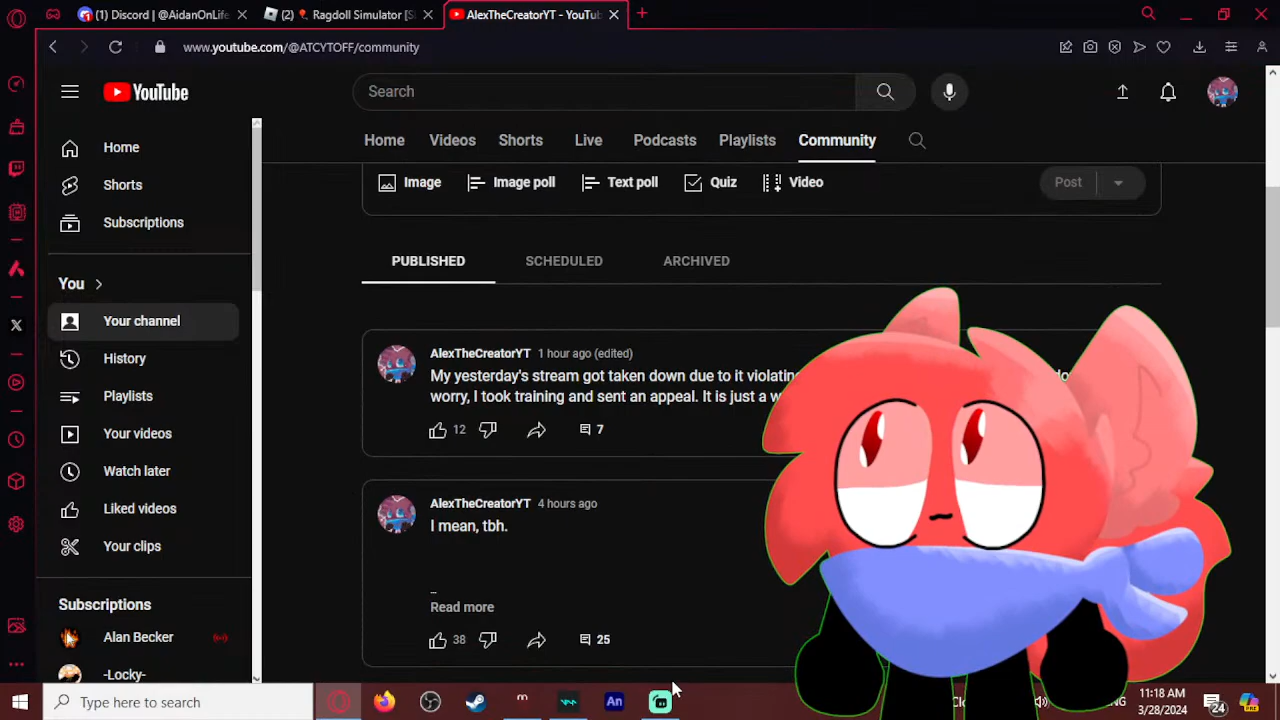 (1) Discord | @AidanOnLife
(2) 🎈 Ragdoll Simulator [S
AlexTheCreatorYT - YouTu
www.youtube.com/@ATCYTOFF/community
YouTube
Search
Home
Videos
Shorts
Live
Podcasts
Playlists
Community
Image
Image poll
Text poll
Quiz
Video
Post
Home
Shorts
Subscriptions
You
Your channel
History
Playlists
Your videos
Watch later
Liked videos
Your clips
Subscriptions
Alan Becker
-Locky-
PUBLISHED
SCHEDULED
ARCHIVED
AlexTheCreatorYT 1 hour ago (edited)
My yesterday's stream got taken down due to it violating
worry, I took training and sent an appeal. It is just a
12
7
AlexTheCreatorYT 4 hours ago
I mean, tbh.
..
Read more
38
25
Type here to search
An
11:18 AM
3/28/2024
24
PRE